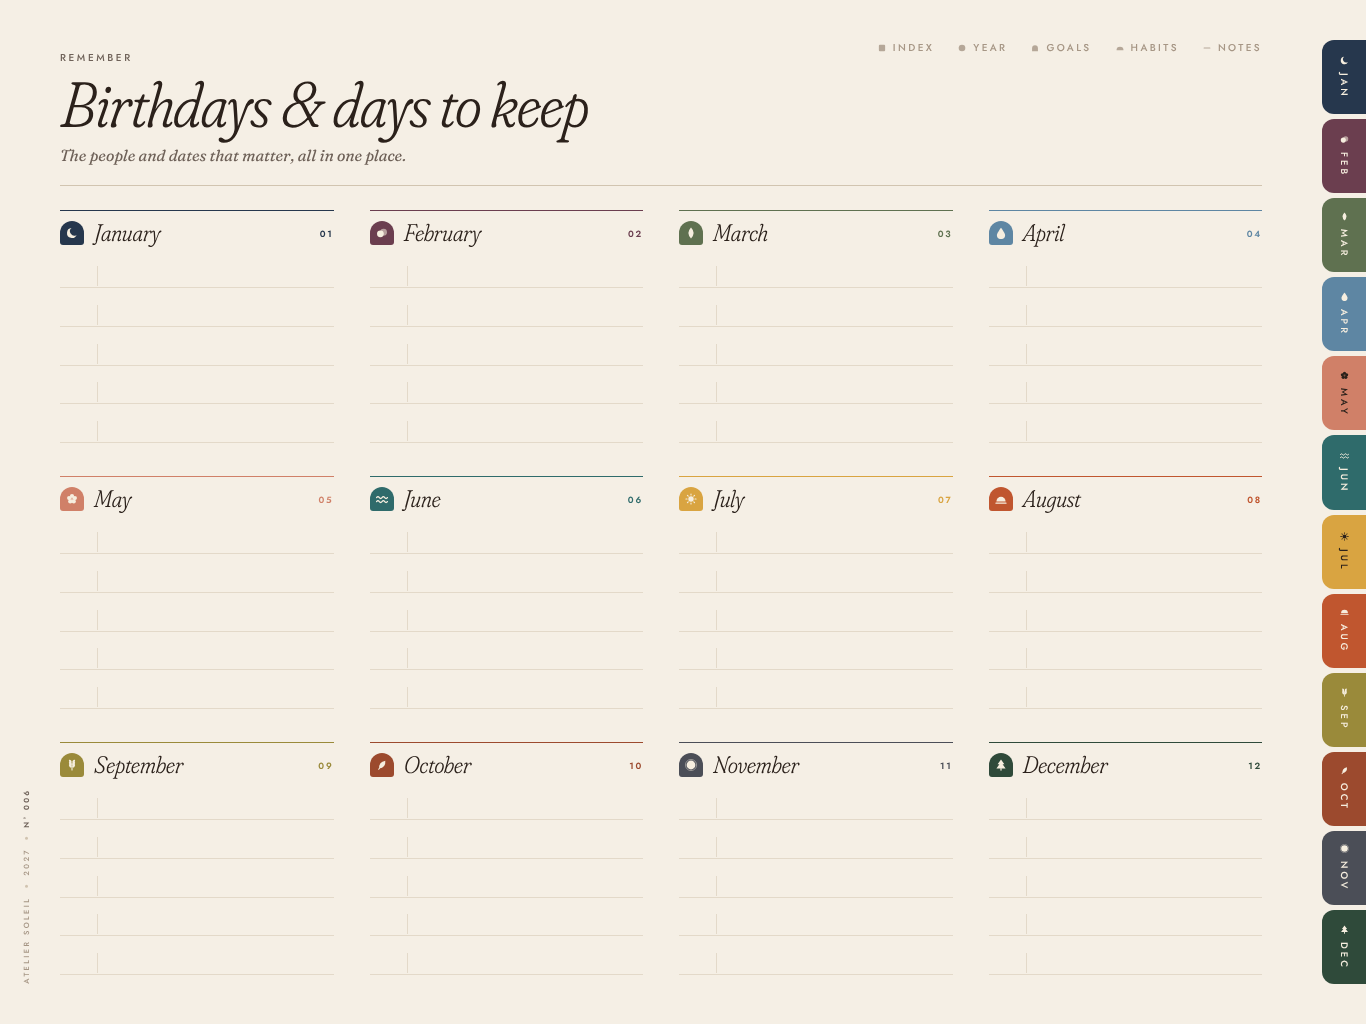 REMEMBER
INDEX YEAR GOALS HABITS NOTES
Birthdays & days to keep
The people and dates that matter, all in one place.
January 01
February 02
March 03
April 04
May 05
June 06
July 07
August 08
September 09
October 10
November 11
December 12
JAN
FEB
MAR
APR
MAY
JUN
JUL
AUG
SEP
OCT
NOV
DEC
ATELIER SOLEIL • 2027 • N° 006